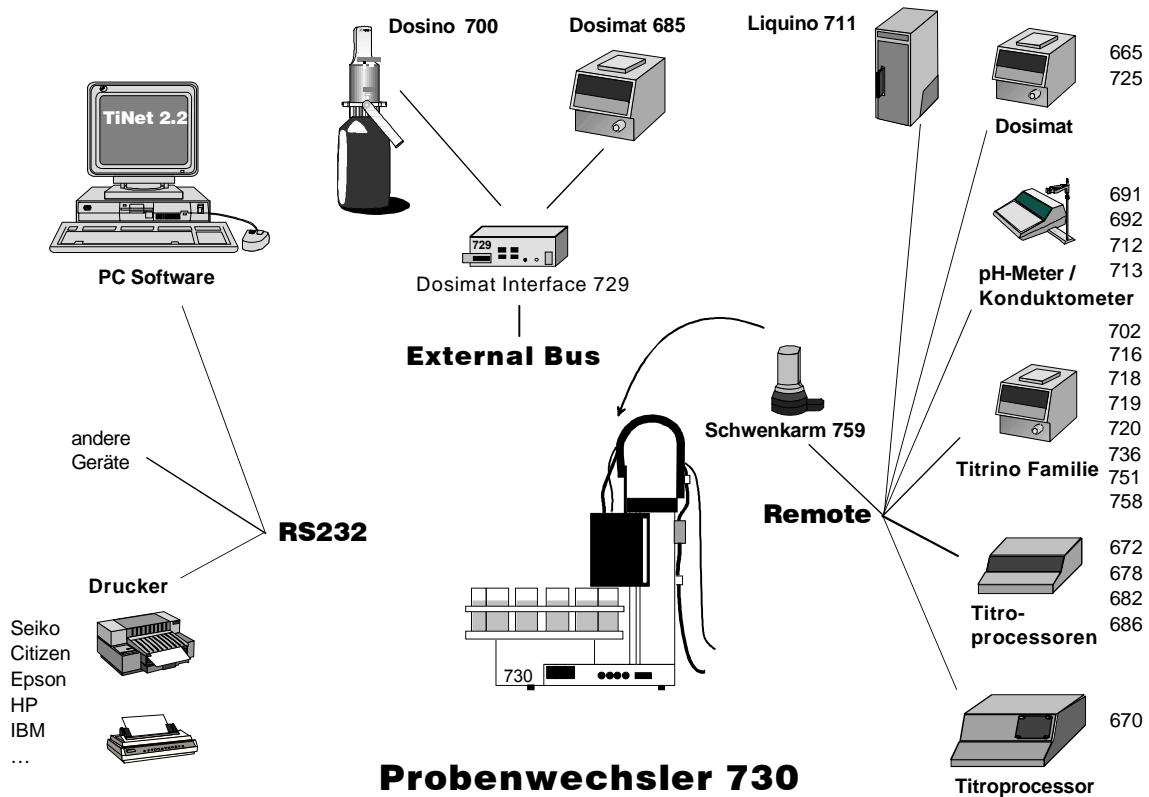 Dosino 700
Dosimat 685
Liquino 711
665
725
Dosimat
TiNet 2.2
PC Software
729
Dosimat Interface 729
External Bus
691
692
712
713
pH-Meter /
Konduktometer
702
716
718
719
720
736
751
758
Titrino Familie
Schwenkarm 759
Remote
andere
Geräte
RS232
Drucker
Seiko
Citizen
Epson
HP
IBM
…
672
678
682
686
Titro-
processoren
730
670
Titroprocessor
Probenwechsler 730